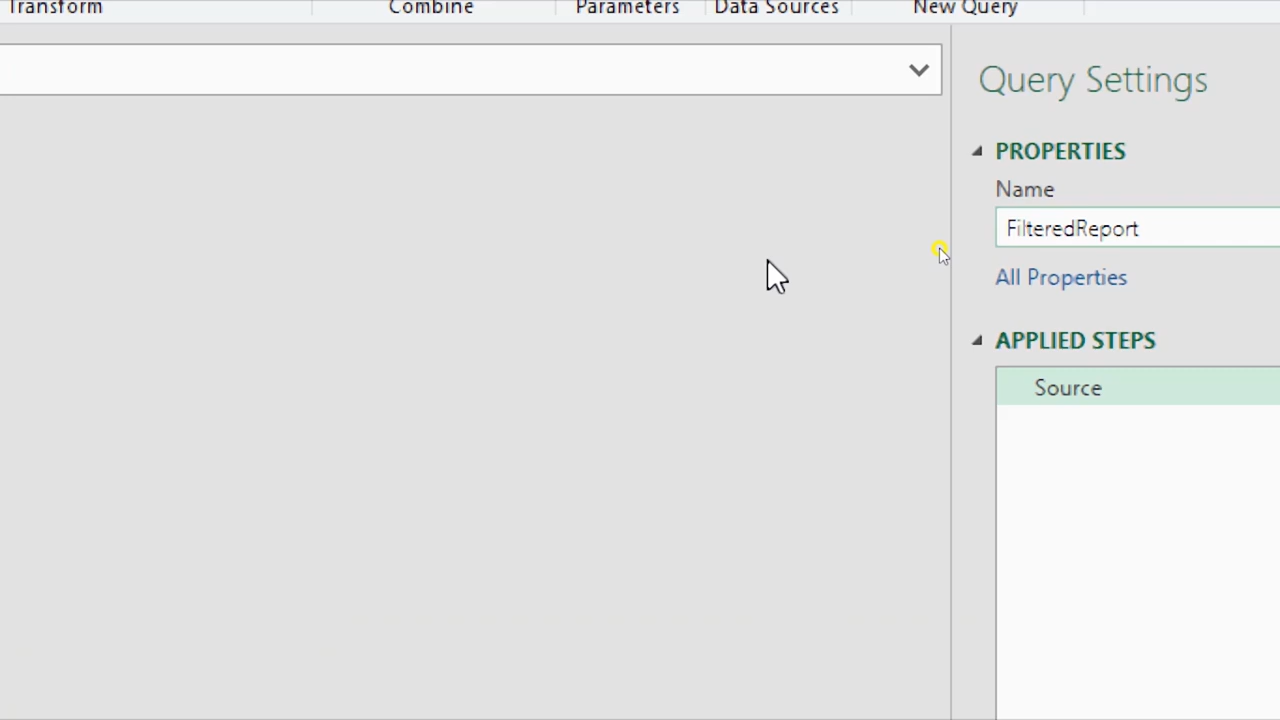 Transform Combine Parameters Data Sources New Query
Query Settings
PROPERTIES
Name
FilteredReport
All Properties
APPLIED STEPS
Source